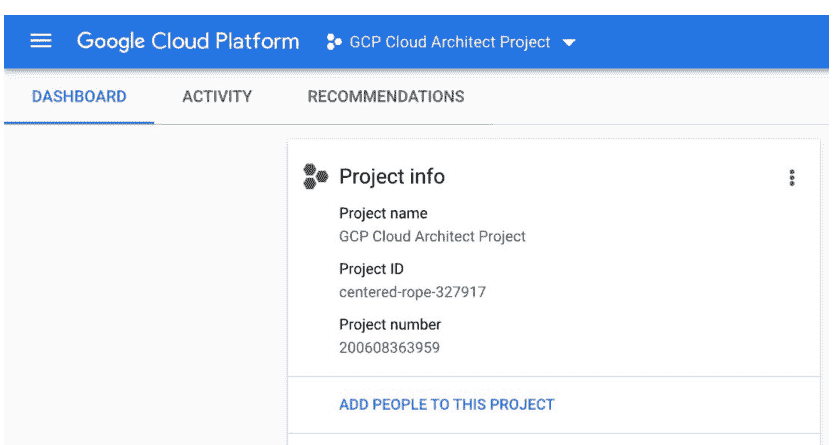 Google Cloud Platform
GCP Cloud Architect Project
DASHBOARD
ACTIVITY
RECOMMENDATIONS
Project info
Project name
GCP Cloud Architect Project
Project ID
centered-rope-327917
Project number
200608363959
ADD PEOPLE TO THIS PROJECT